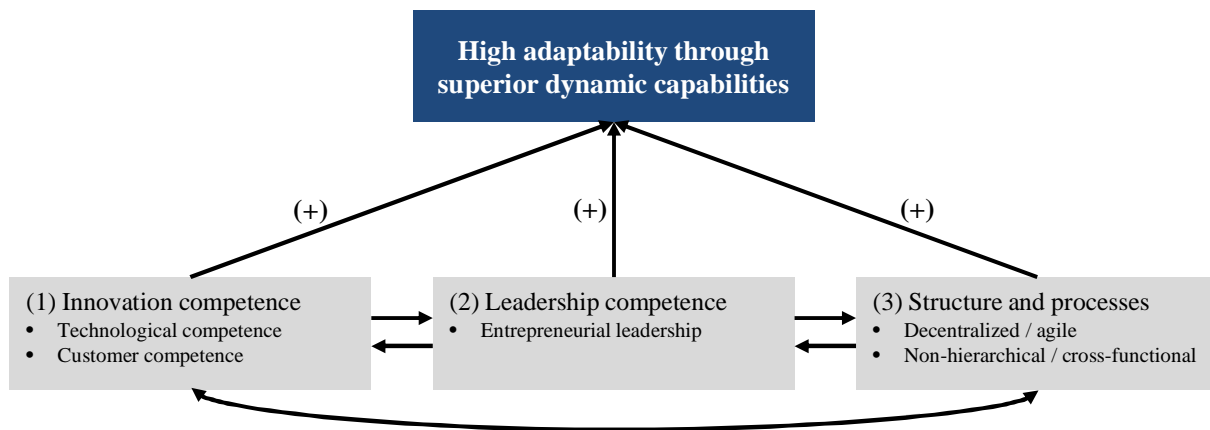 High adaptability through
superior dynamic capabilities
(+)
(+)
(+)
(1) Innovation competence
• Technological competence
• Customer competence
(2) Leadership competence
• Entrepreneurial leadership
(3) Structure and processes
• Decentralized / agile
• Non-hierarchical / cross-functional